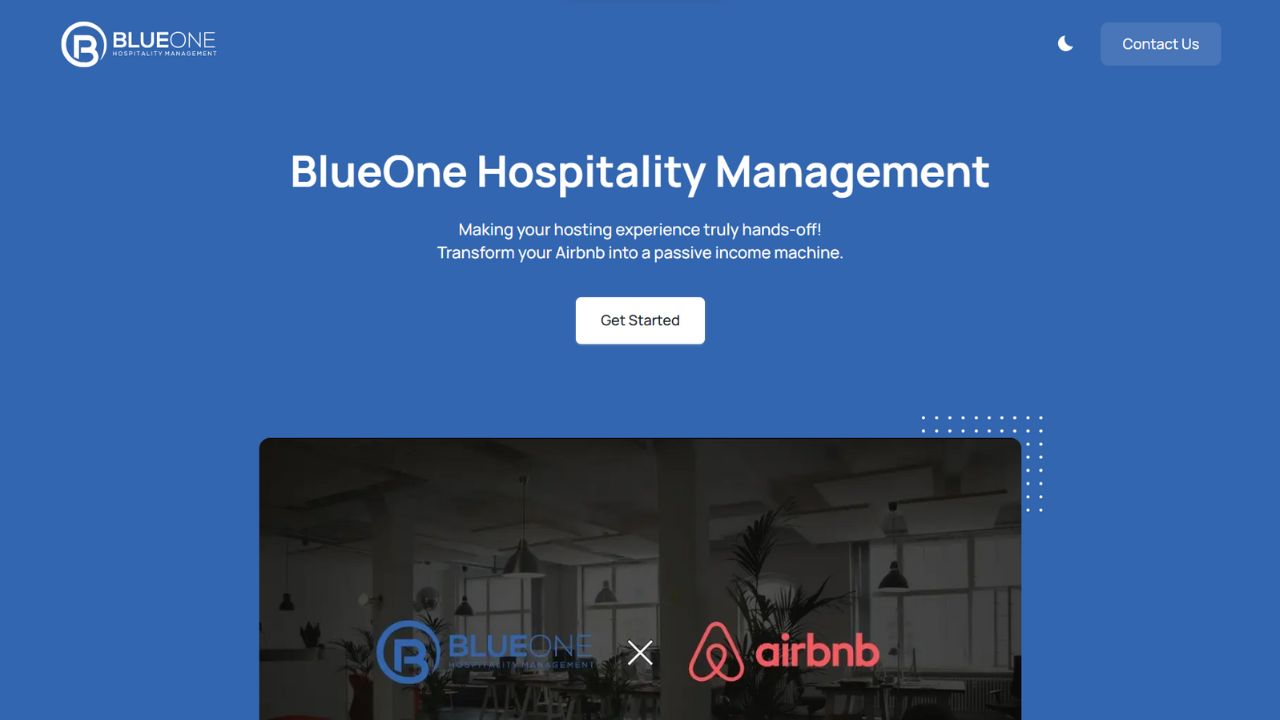 BLUEONE
HOSPITALITY MANAGEMENT
Contact Us
BlueOne Hospitality Management
Making your hosting experience truly hands-off!
Transform your Airbnb into a passive income machine.
Get Started
BLUEONE
HOSPITALITY MANAGEMENT
airbnb